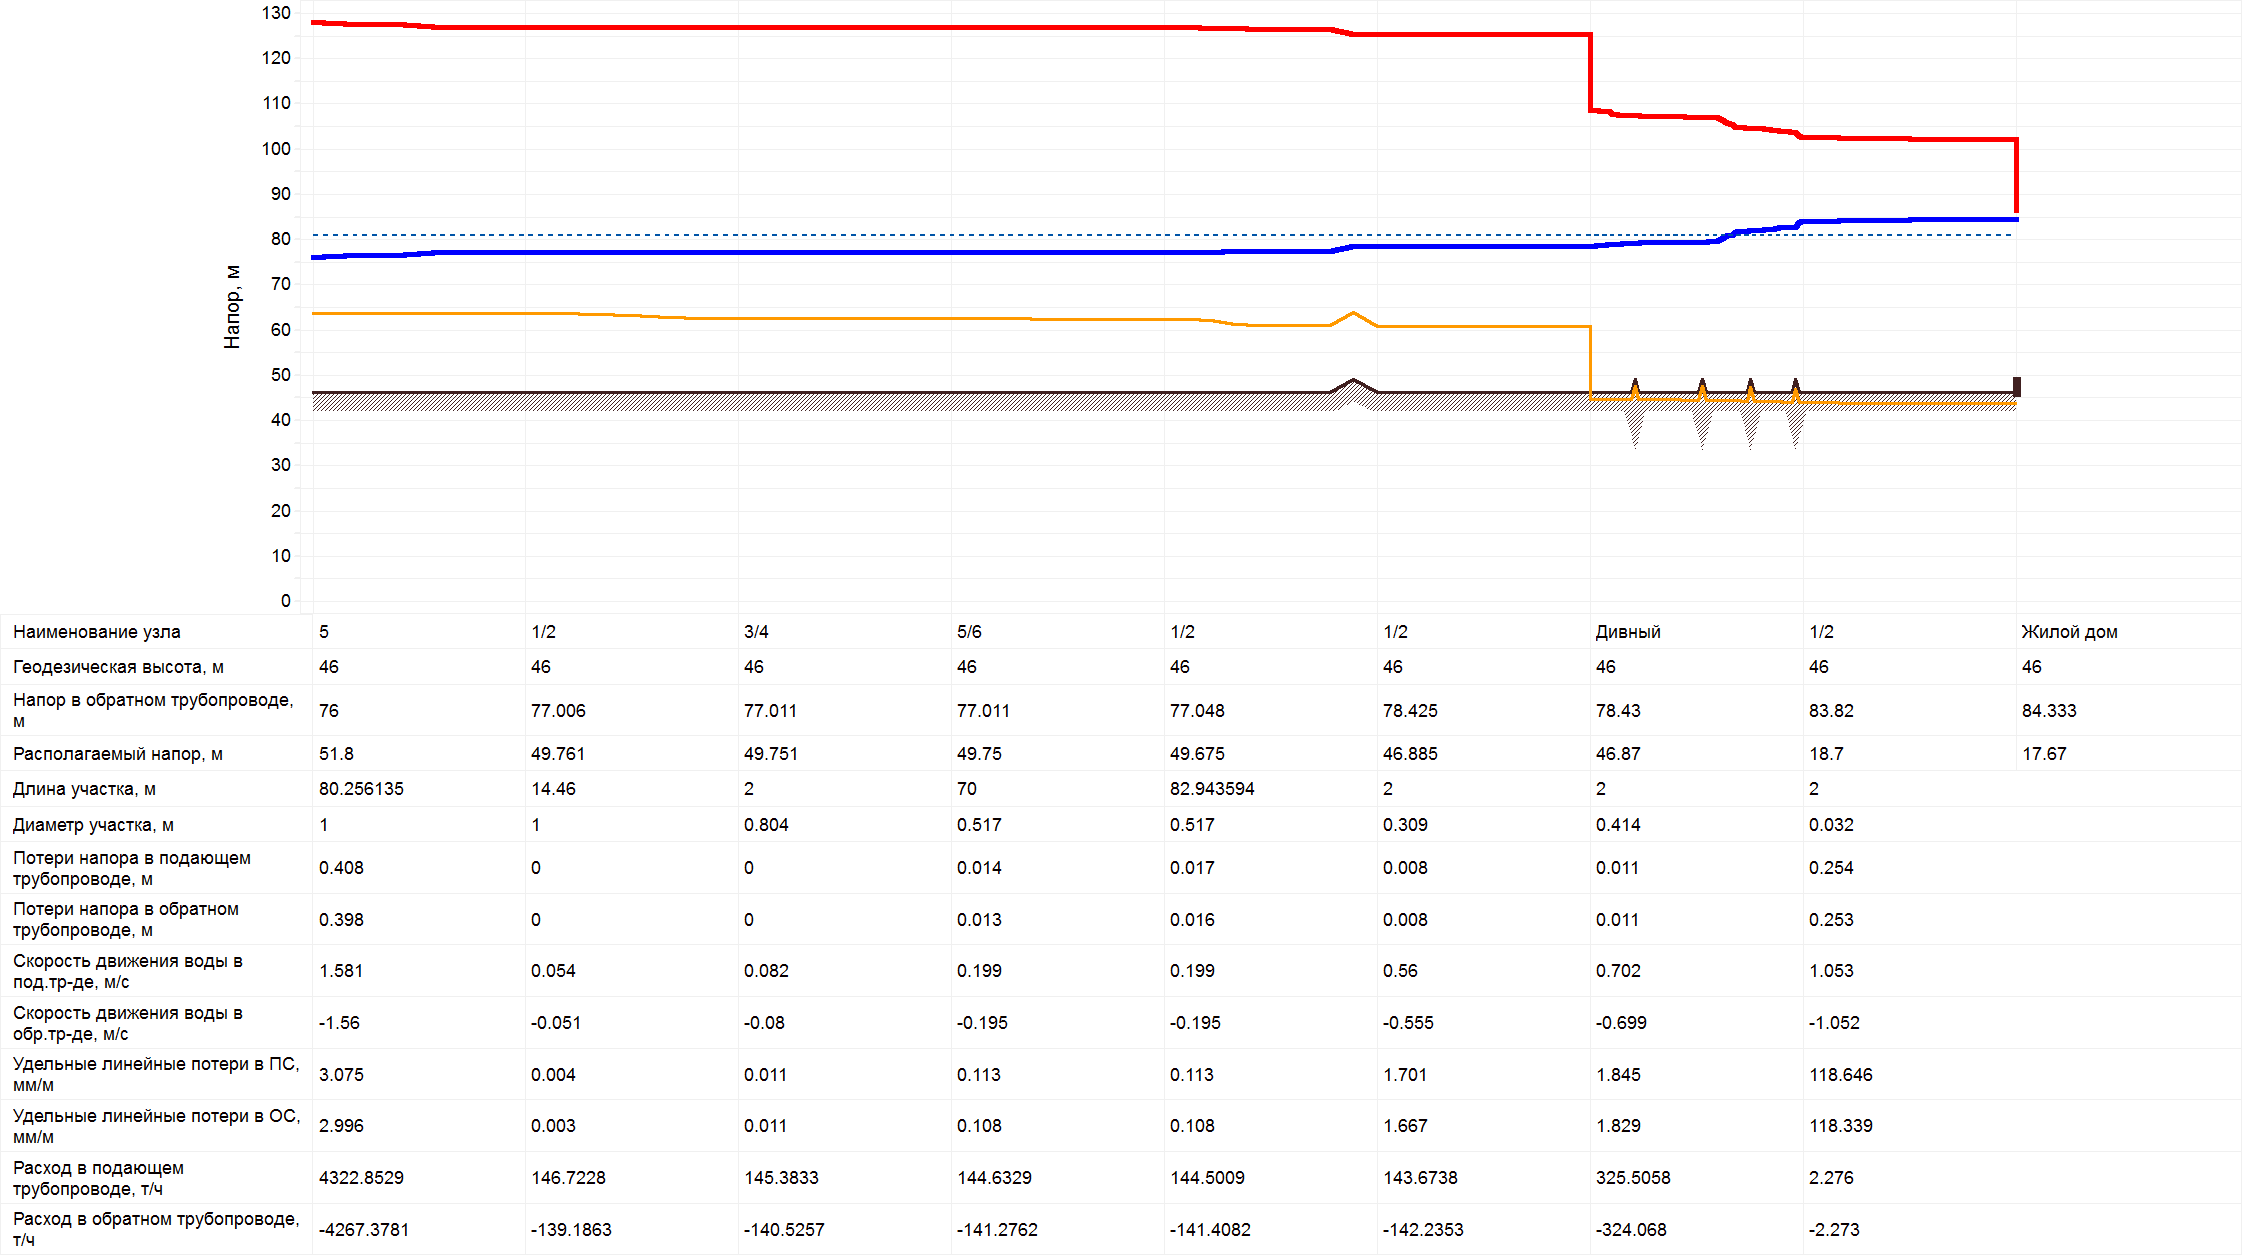 130
120
110
100
90
80
70
60
50
40
30
20
10
0
Напор, м
Наименование узла 5 1/2 3/4 5/6 1/2 1/2 Дивный 1/2 Жилой дом
Геодезическая высота, м 46 46 46 46 46 46 46 46 46
Напор в обратном трубопроводе,
м 76 77.006 77.011 77.011 77.048 78.425 78.43 83.82 84.333
Располагаемый напор, м 51.8 49.761 49.751 49.75 49.675 46.885 46.87 18.7 17.67
Длина участка, м 80.256135 14.46 2 70 82.943594 2 2 2
Диаметр участка, м 1 1 0.804 0.517 0.517 0.309 0.414 0.032
Потери напора в подающем
трубопроводе, м 0.408 0 0 0.014 0.017 0.008 0.011 0.254
Потери напора в обратном
трубопроводе, м 0.398 0 0 0.013 0.016 0.008 0.011 0.253
Скорость движения воды в
под.тр-де, м/с 1.581 0.054 0.082 0.199 0.199 0.56 0.702 1.053
Скорость движения воды в
обр.тр-де, м/с -1.56 -0.051 -0.08 -0.195 -0.195 -0.555 -0.699 -1.052
Удельные линейные потери в ПС,
мм/м 3.075 0.004 0.011 0.113 0.113 1.701 1.845 118.646
Удельные линейные потери в ОС,
мм/м 2.996 0.003 0.011 0.108 0.108 1.667 1.829 118.339
Расход в подающем
трубопроводе, т/ч 4322.8529 146.7228 145.3833 144.6329 144.5009 143.6738 325.5058 2.276
Расход в обратном трубопроводе,
т/ч -4267.3781 -139.1863 -140.5257 -141.2762 -141.4082 -142.2353 -324.068 -2.273